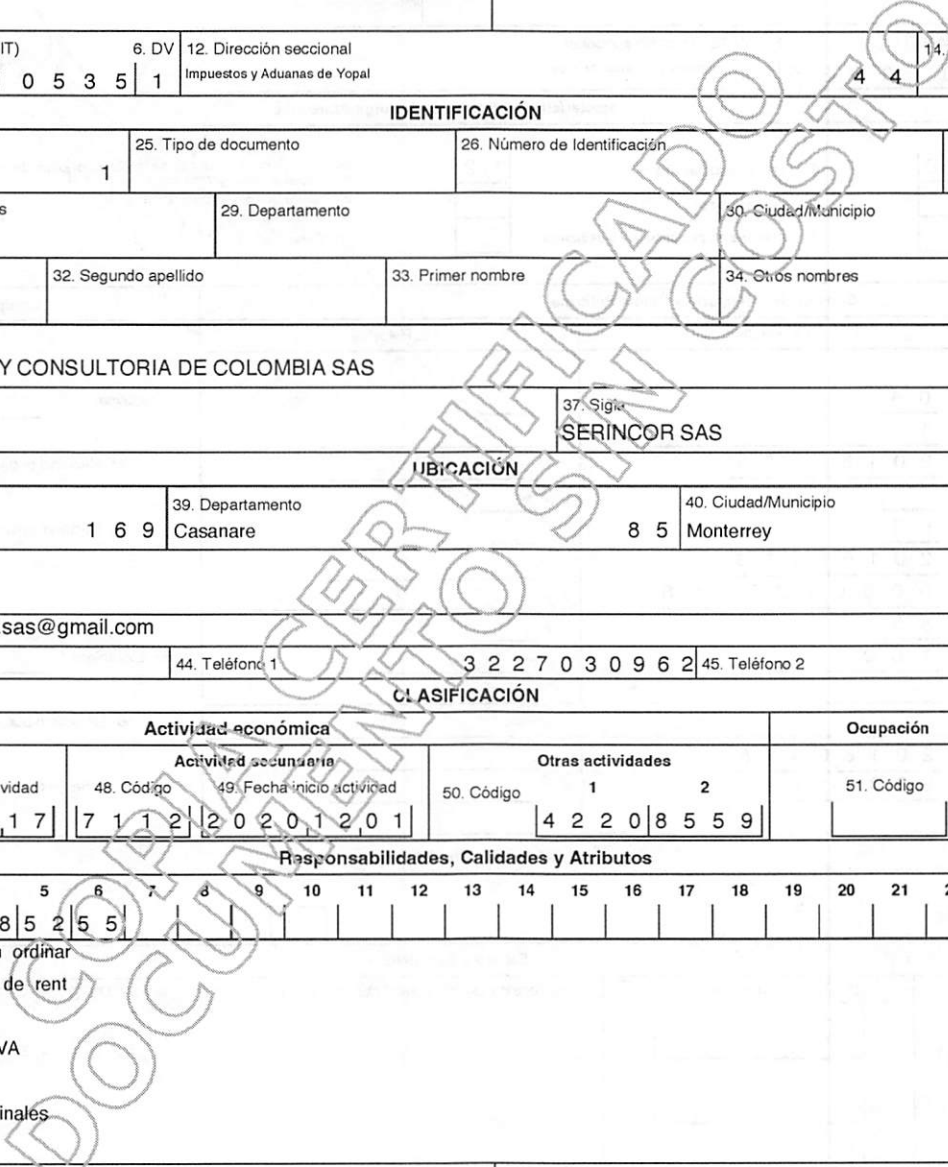 IT) 6. DV 12. Dirección seccional 14.
0 5 3 5 1 Impuestos y Aduanas de Yopal 4 4
IDENTIFICACIÓN
25. Tipo de documento 26. Número de Identificación
1
s 29. Departamento 30. Ciudad/Municipio
32. Segundo apellido 33. Primer nombre 34. Otros nombres
Y CONSULTORIA DE COLOMBIA SAS
37. Sigla
SERINCOR SAS
UBICACIÓN
39. Departamento 40. Ciudad/Municipio
1 6 9 Casanare 8 5 Monterrey
.sas@gmail.com
44. Teléfono 1 3 2 2 7 0 3 0 9 6 2 45. Teléfono 2
CLASIFICACIÓN
Actividad económica Ocupación
Actividad secundaria Otras actividades
vidad 48. Código 49. Fecha inicio actividad 50. Código 1 2 51. Código
1 7 7 1 1 2 2 0 2 0 1 2 0 1 4 2 2 0 8 5 5 9
Responsabilidades, Calidades y Atributos
5 6 7 8 9 10 11 12 13 14 15 16 17 18 19 20 21 2
8 5 2 5 5
ordinar
de rent
VA
inales
COPIA CERTIFICADO
DOCUMENTO SIN COSTO